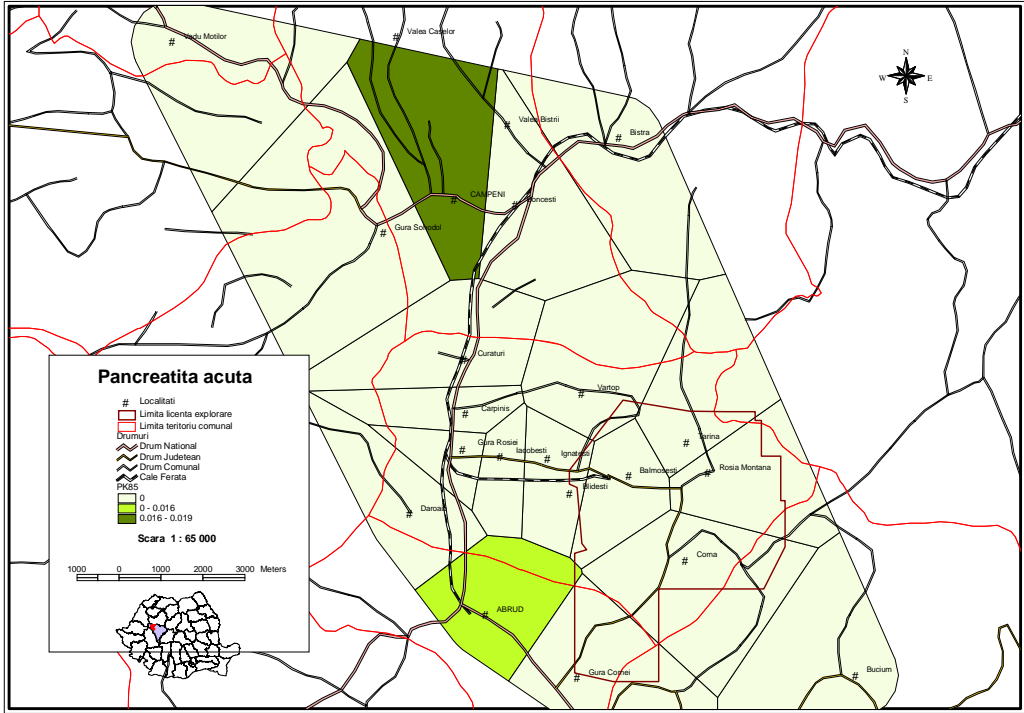 Vadu Motilor
# Valea Caselor
N
W E
S
Valea Bistrii
# Bistra
CAMPENI
#
# Gura Sohodol
# Curaturi
Vartop
#
# Carpinis
Tarina
#
Gura Rosiei
# Iacobesti
# Ignatesti
# Balmosesti
Rosia Montana
#
# Blidesti
Daroaia
#
Corna
#
# ABRUD
# Gura Cornei
Bucium
#
Pancreatita acuta
# Localitati
Limita licenta explorare
Limita teritoriu comunal
Drumuri
Drum National
Drum Judetean
Drum Comunal
Cale Ferata
PK85
0
0 - 0.016
0.016 - 0.019
Scara 1 : 65 000
1000 0 1000 2000 3000 Meters